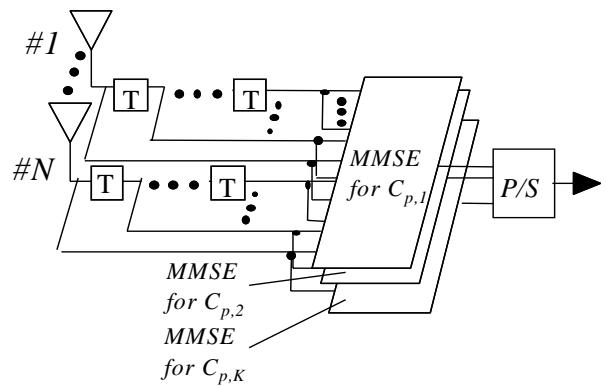 #1
T
T
#N
T
T
MMSE
for C_{p,1}
P/S
MMSE
for C_{p,2}
MMSE
for C_{p,K}